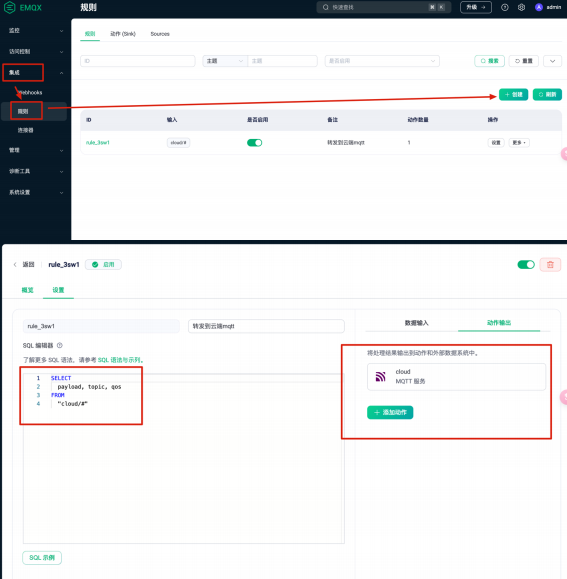 EMQX
规则
快速查找
⌘ K
升级 →
admin
监控
访问控制
集成
Webhooks
规则
连接器
管理
诊断工具
系统设置
规则 动作 (Sink) Sources
ID 主题 主题 是否启用 搜索 重置
+ 创建 刷新
ID 输入 是否启用 备注 动作数量 操作
rule_3sw1 cloud/# 转发到云端mqtt 1 设置 更多
返回 rule_3sw1 启用
概览 设置
rule_3sw1 转发到云端mqtt
SQL 编辑器
了解更多 SQL 语法，请参考 SQL 语法与示例。
1 SELECT
2 payload, topic, qos
3 FROM
4 "cloud/#"
SQL 示例
数据输入 动作输出
将处理结果输出到动作和外部数据系统中。
cloud
MQTT 服务
+ 添加动作